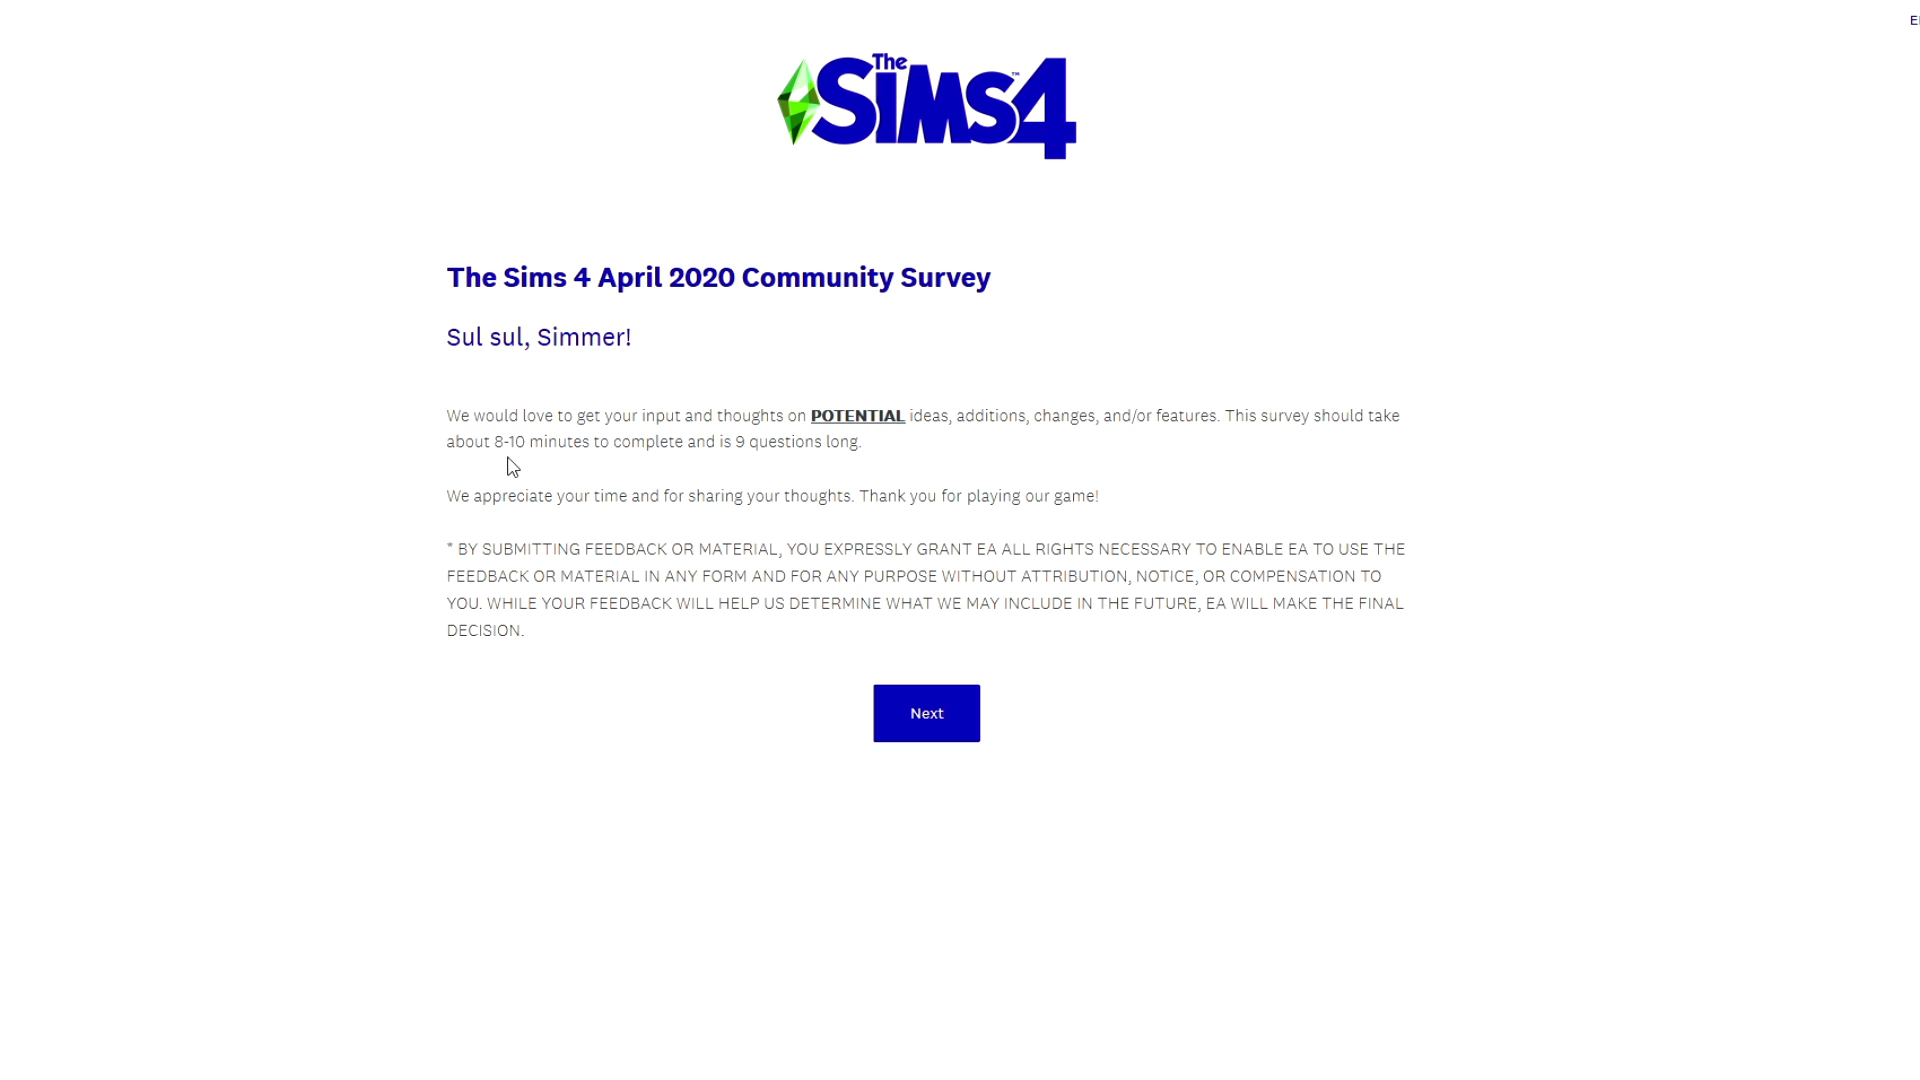 E
The
SiMS4™
The Sims 4 April 2020 Community Survey
Sul sul, Simmer!
We would love to get your input and thoughts on POTENTIAL ideas, additions, changes, and/or features. This survey should take
about 8-10 minutes to complete and is 9 questions long.
We appreciate your time and for sharing your thoughts. Thank you for playing our game!
* BY SUBMITTING FEEDBACK OR MATERIAL, YOU EXPRESSLY GRANT EA ALL RIGHTS NECESSARY TO ENABLE EA TO USE THE
FEEDBACK OR MATERIAL IN ANY FORM AND FOR ANY PURPOSE WITHOUT ATTRIBUTION, NOTICE, OR COMPENSATION TO
YOU. WHILE YOUR FEEDBACK WILL HELP US DETERMINE WHAT WE MAY INCLUDE IN THE FUTURE, EA WILL MAKE THE FINAL
DECISION.
Next